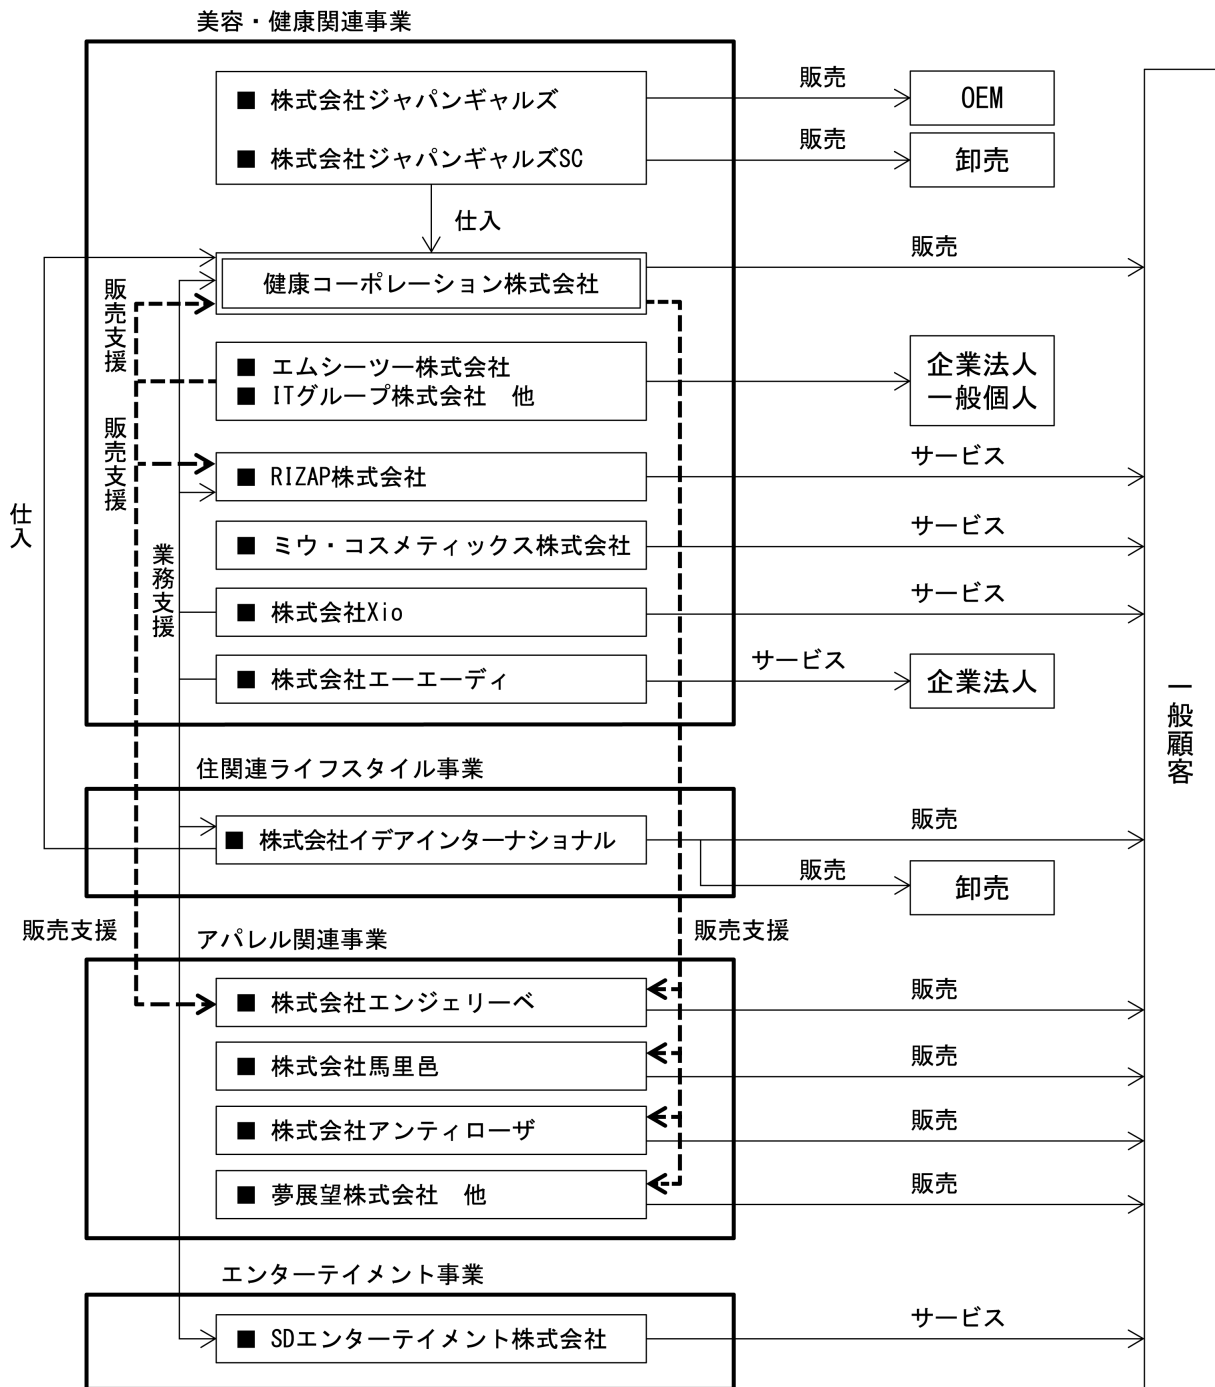 美容・健康関連事業
■ 株式会社ジャパンギャルズ
販売
OEM
■ 株式会社ジャパンギャルズSC
販売
卸売
仕入
健康コーポレーション株式会社
販売
販売支援
■ エムシーツー株式会社
■ ITグループ株式会社 他
企業法人
一般個人
販売支援
■ RIZAP株式会社
サービス
仕入
■ ミウ・コスメティックス株式会社
サービス
業務支援
■ 株式会社Xio
サービス
■ 株式会社エーエーディ
サービス
企業法人
一般顧客
住関連ライフスタイル事業
■ 株式会社イデアインターナショナル
販売
販売
卸売
販売支援
アパレル関連事業
販売支援
■ 株式会社エンジェリーベ
販売
■ 株式会社馬里邑
販売
■ 株式会社アンティローザ
販売
■ 夢展望株式会社 他
販売
エンターテイメント事業
■ SDエンターテイメント株式会社
サービス